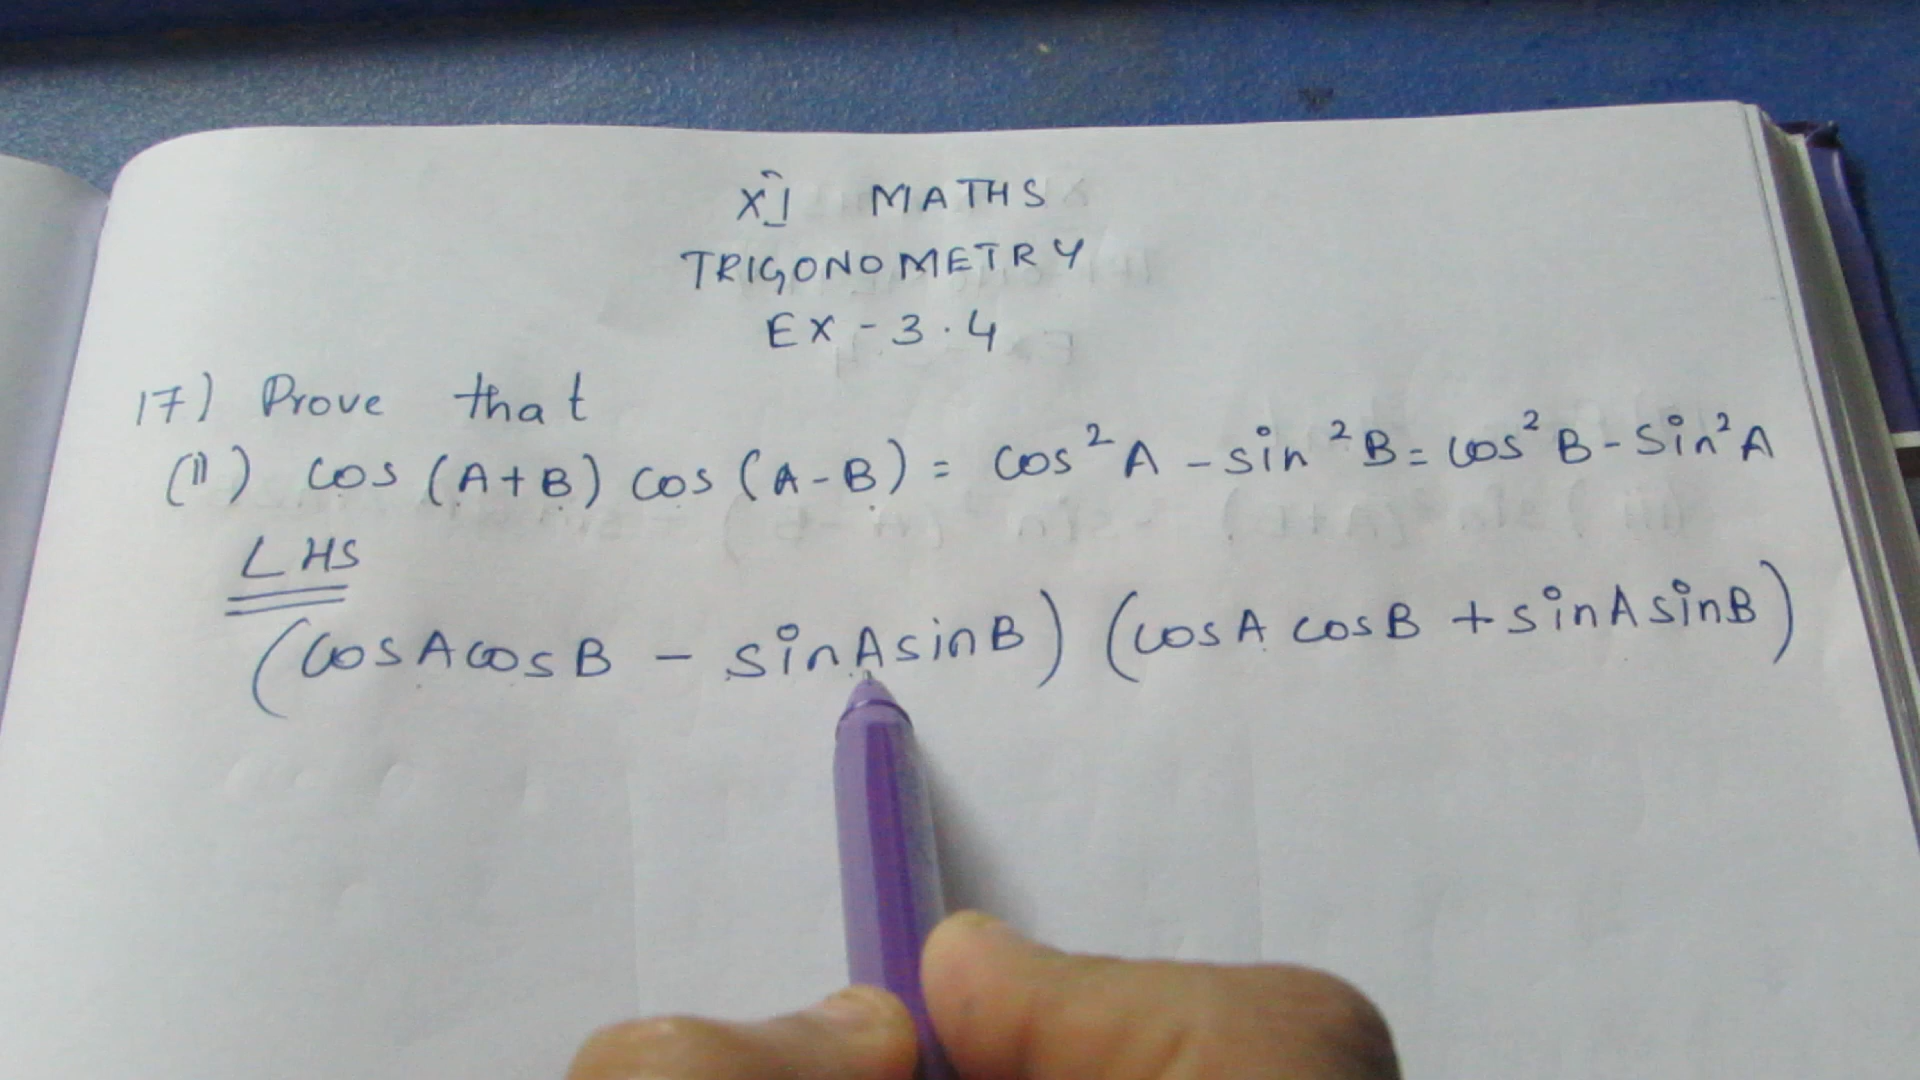 XI MATHS
TRIGONOMETRY
EX - 3.4
17) Prove that
(ii) cos (A+B) cos (A-B) = cos²A - sin²B = cos²B - sin²A
LHS
(cosAcosB - sinAsinB) (cosA cosB + sinAsinB)